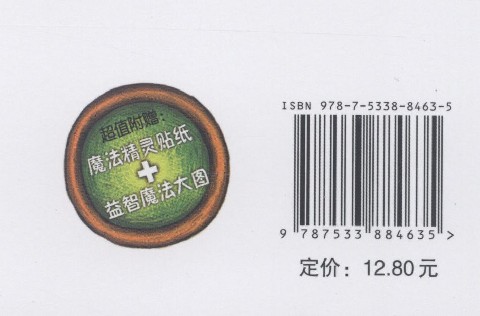 超值附赠：
魔法精灵贴纸
+
益智魔法大图
ISBN 978-7-5338-8463-5
9 787533 884635 >
定价：12.80元